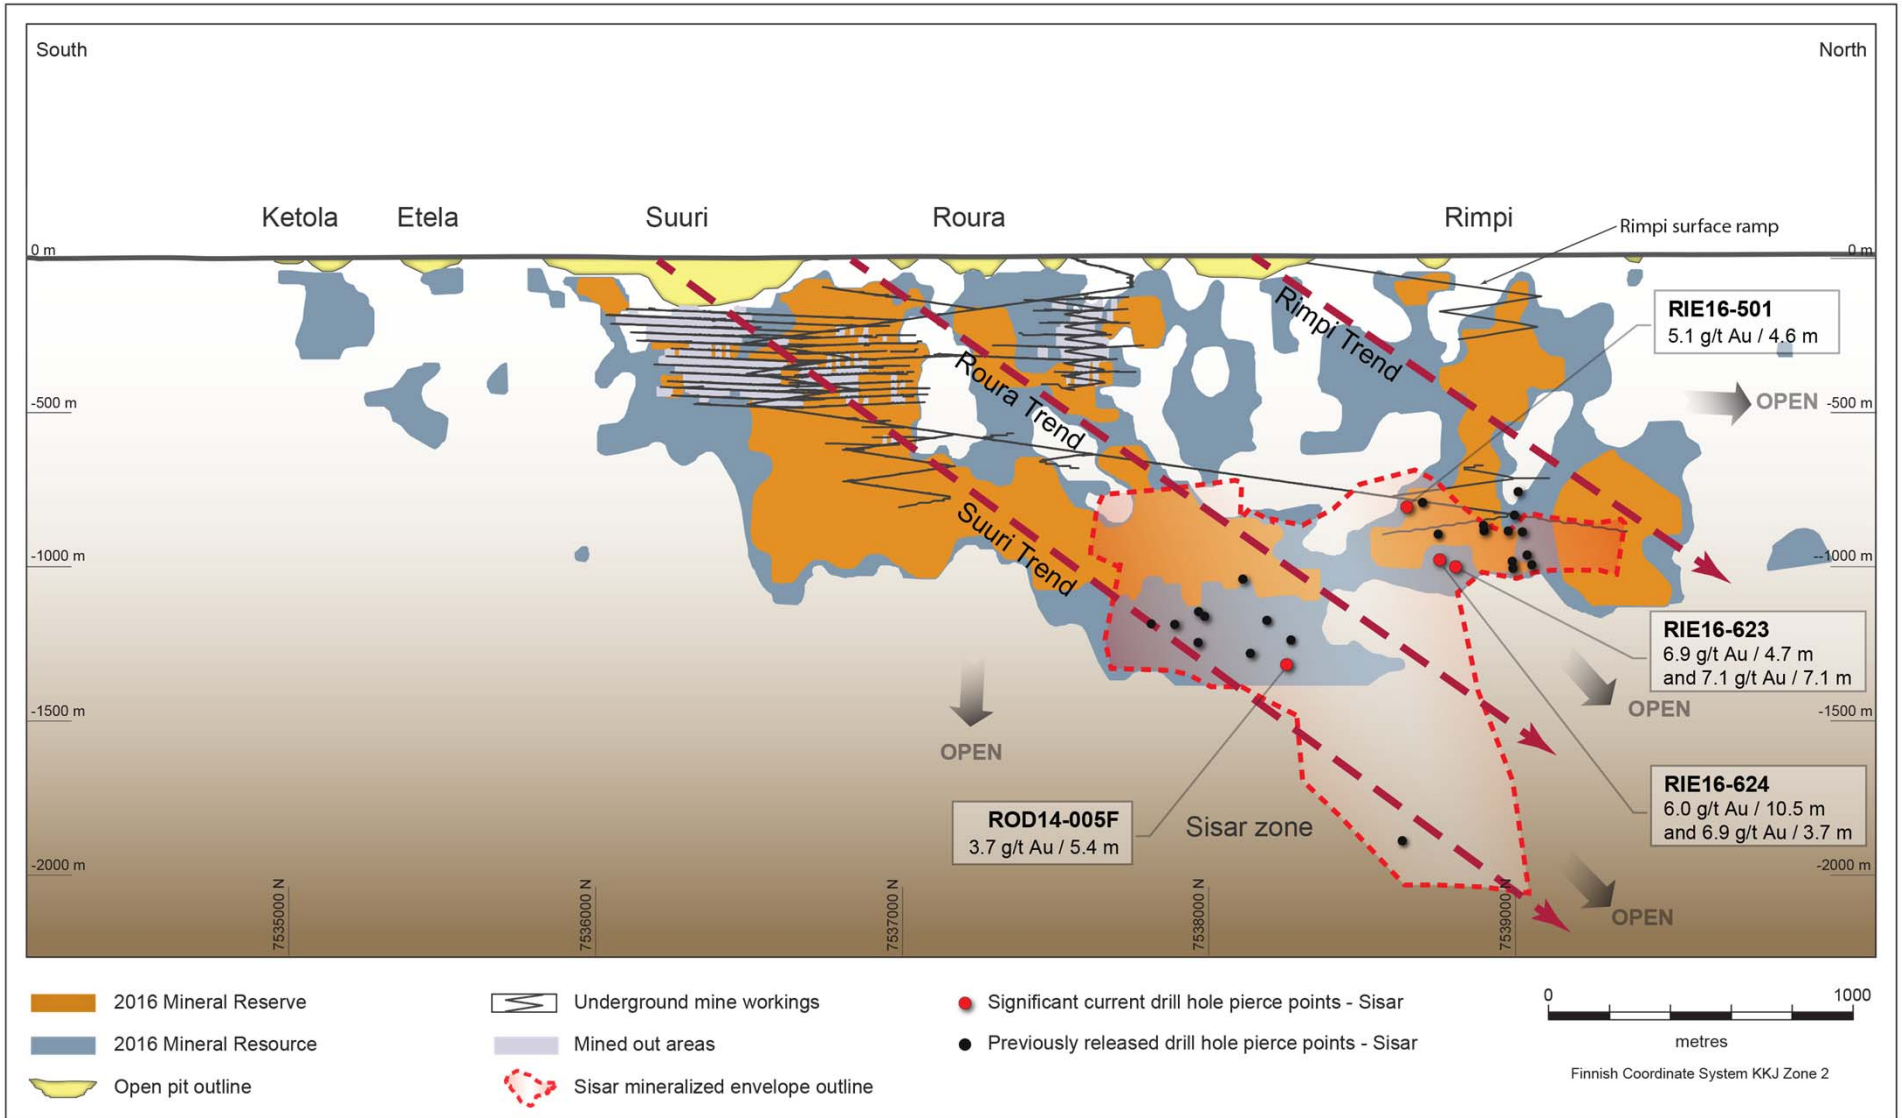 South
North
Ketola
Etela
Suuri
Roura
Rimpi
Rimpi surface ramp
0 m
0 m
RIE16-501
5.1 g/t Au / 4.6 m
Rimpi Trend
Roura Trend
Suuri Trend
OPEN
-500 m
-500 m
-1000 m
--1000 m
RIE16-623
6.9 g/t Au / 4.7 m
and 7.1 g/t Au / 7.1 m
OPEN
-1500 m
-1500 m
OPEN
RIE16-624
6.0 g/t Au / 10.5 m
and 6.9 g/t Au / 3.7 m
ROD14-005F
3.7 g/t Au / 5.4 m
Sisar zone
-2000 m
-2000 m
OPEN
7535000 N
7536000 N
7537000 N
7538000 N
7539000 N
2016 Mineral Reserve
2016 Mineral Resource
Open pit outline
Underground mine workings
Mined out areas
Sisar mineralized envelope outline
Significant current drill hole pierce points - Sisar
Previously released drill hole pierce points - Sisar
0
1000
metres
Finnish Coordinate System KKJ Zone 2